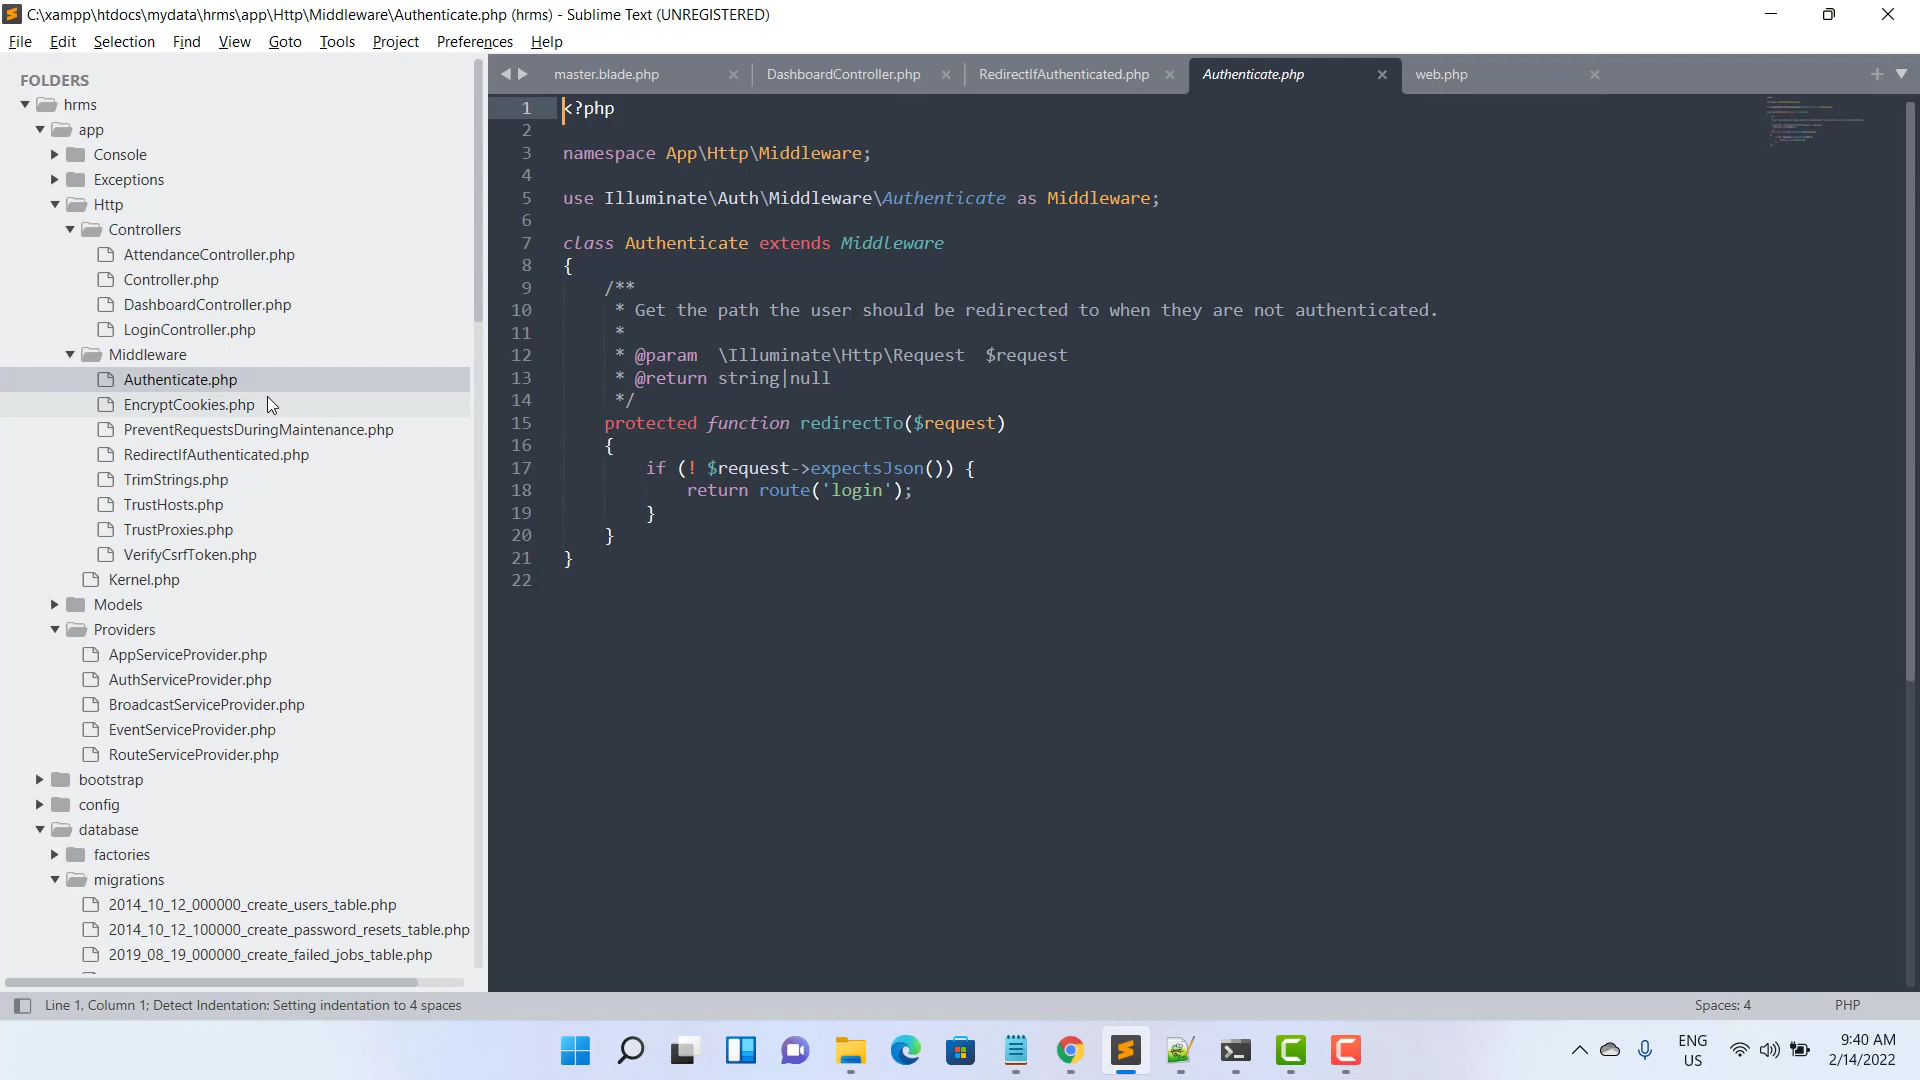 C:\xampp\htdocs\mydata\hrms\app\Http\Middleware\Authenticate.php (hrms) - Sublime Text (UNREGISTERED)
File Edit Selection Find View Goto Tools Project Preferences Help
FOLDERS
hrms
app
Console
Exceptions
Http
Controllers
AttendanceController.php
Controller.php
DashboardController.php
LoginController.php
Middleware
Authenticate.php
EncryptCookies.php
PreventRequestsDuringMaintenance.php
RedirectIfAuthenticated.php
TrimStrings.php
TrustHosts.php
TrustProxies.php
VerifyCsrfToken.php
Kernel.php
Models
Providers
AppServiceProvider.php
AuthServiceProvider.php
BroadcastServiceProvider.php
EventServiceProvider.php
RouteServiceProvider.php
bootstrap
config
database
factories
migrations
2014_10_12_000000_create_users_table.php
2014_10_12_100000_create_password_resets_table.php
2019_08_19_000000_create_failed_jobs_table.php
master.blade.php DashboardController.php RedirectIfAuthenticated.php Authenticate.php web.php
1 <?php
2
3 namespace App\Http\Middleware;
4
5 use Illuminate\Auth\Middleware\Authenticate as Middleware;
6
7 class Authenticate extends Middleware
8 {
9 /**
10 * Get the path the user should be redirected to when they are not authenticated.
11 *
12 * @param  \Illuminate\Http\Request  $request
13 * @return string|null
14 */
15 protected function redirectTo($request)
16 {
17 if (! $request->expectsJson()) {
18 return route('login');
19 }
20 }
21 }
22
Line 1, Column 1; Detect Indentation: Setting indentation to 4 spaces
Spaces: 4
PHP
ENG
US
9:40 AM
2/14/2022